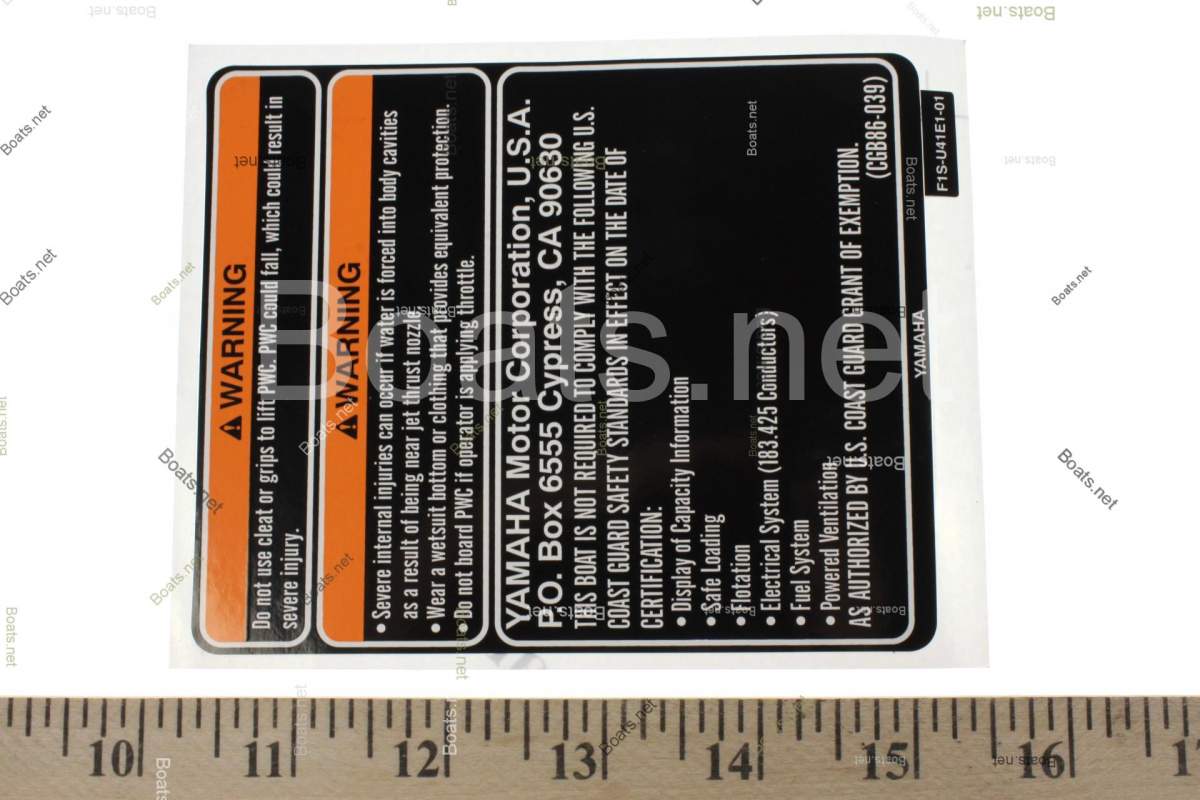 ⚠ WARNING
Do not use cleat or grips to lift PWC. PWC could fall, which could result in
severe injury.
⚠ WARNING
• Severe internal injuries can occur if water is forced into body cavities
as a result of being near jet thrust nozzle.
• Wear a wetsuit bottom or clothing that provides equivalent protection.
• Do not board PWC if operator is applying throttle.
YAMAHA Motor Corporation, U.S.A.
P.O. Box 6555 Cypress, CA 90630
THIS BOAT IS NOT REQUIRED TO COMPLY WITH THE FOLLOWING U.S.
COAST GUARD SAFETY STANDARDS IN EFFECT ON THE DATE OF
CERTIFICATION:
• Display of Capacity Information
• Safe Loading
• Flotation
• Electrical System (183.425 Conductors)
• Fuel System
• Powered Ventilation
AS AUTHORIZED BY U.S. COAST GUARD GRANT OF EXEMPTION.
(CGB86-039)
YAMAHA
F1S-U41E1-01
Boats.net
10 11 12 13 14 15 16 1